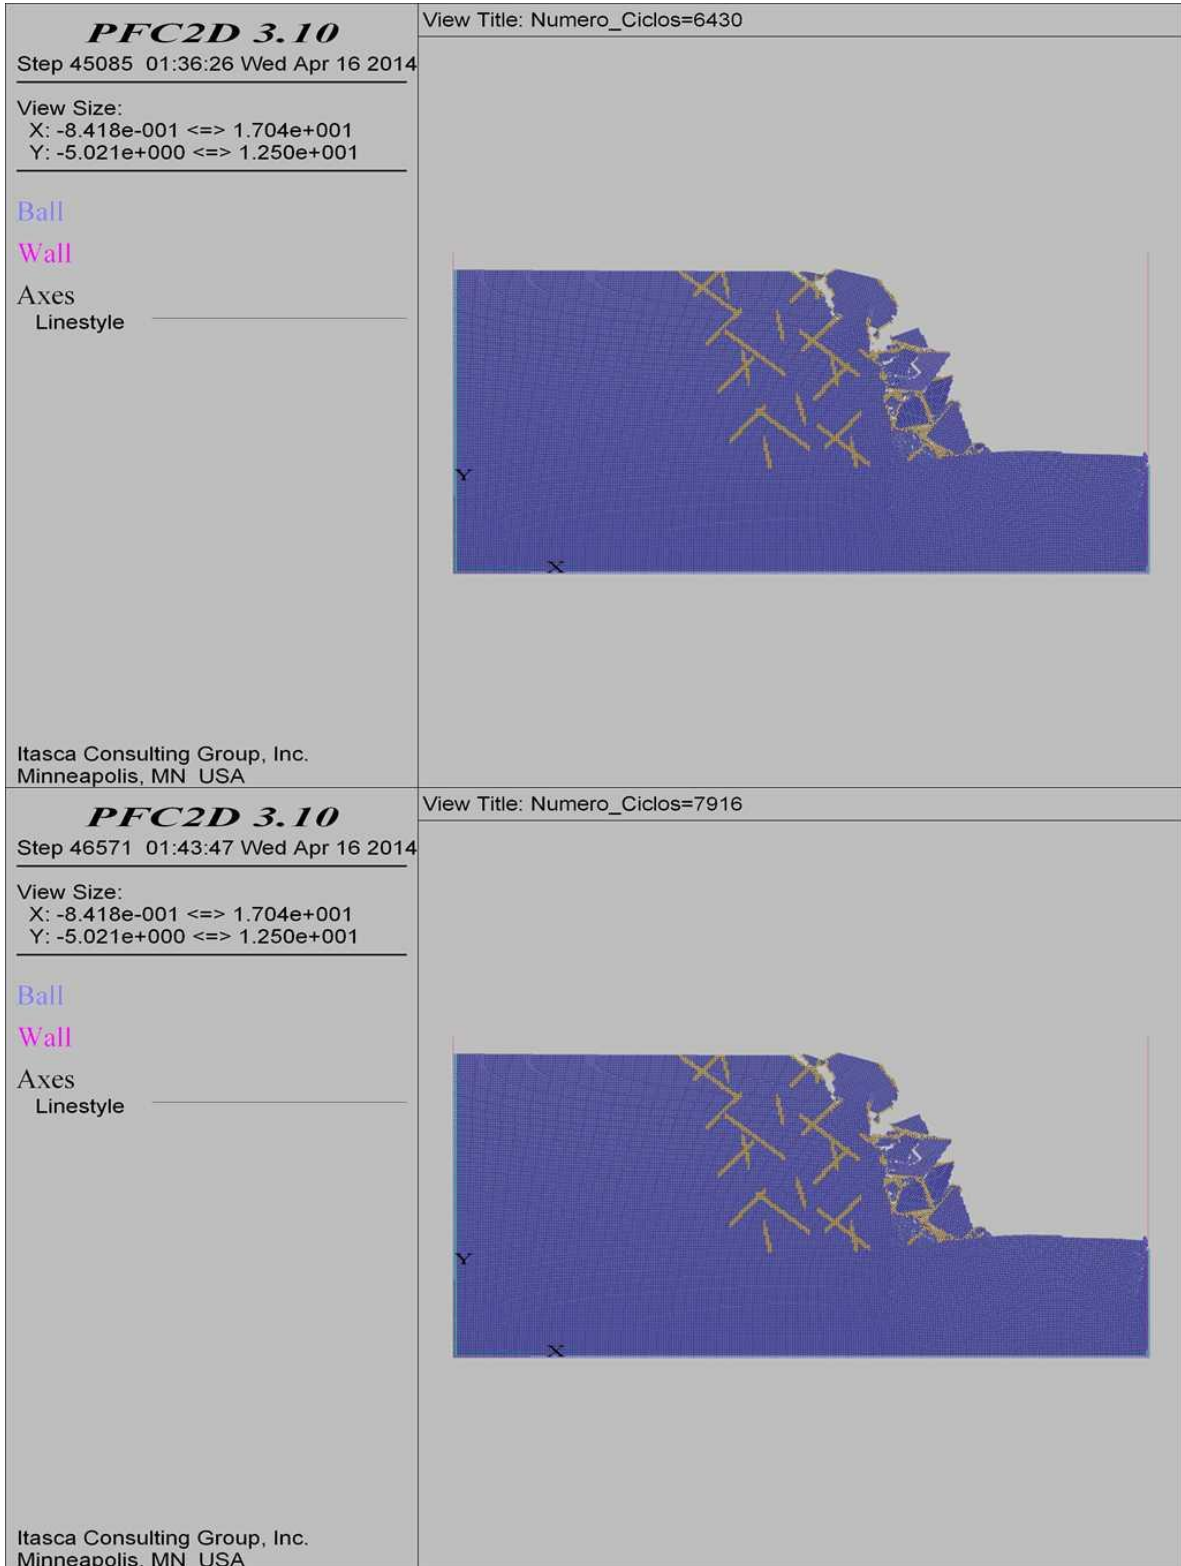 PFC2D 3.10
Step 45085 01:36:26 Wed Apr 16 2014
View Size:
X: -8.418e-001 <=> 1.704e+001
Y: -5.021e+000 <=> 1.250e+001
Ball
Wall
Axes
Linestyle
Itasca Consulting Group, Inc.
Minneapolis, MN USA
View Title: Numero_Ciclos=6430
Y
X
PFC2D 3.10
Step 46571 01:43:47 Wed Apr 16 2014
View Size:
X: -8.418e-001 <=> 1.704e+001
Y: -5.021e+000 <=> 1.250e+001
Ball
Wall
Axes
Linestyle
Itasca Consulting Group, Inc.
Minneapolis, MN USA
View Title: Numero_Ciclos=7916
Y
X